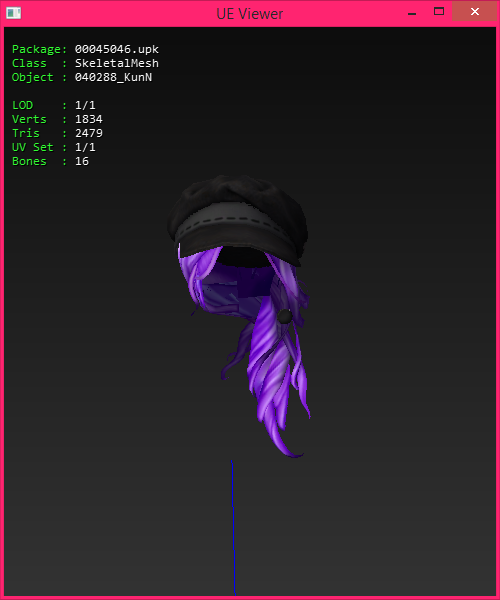 UE Viewer
Package: 00045046.upk
Class : SkeletalMesh
Object : 040288_KunN
LOD : 1/1
Verts : 1834
Tris : 2479
UV Set : 1/1
Bones : 16